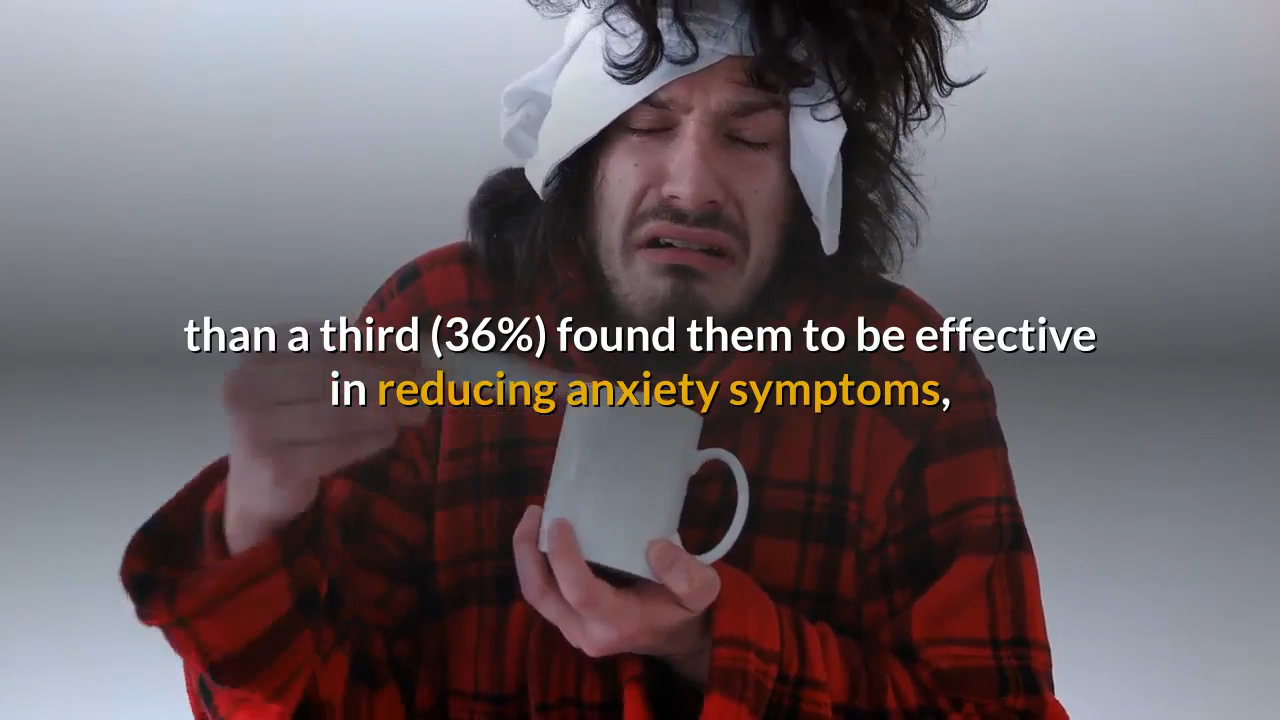 than a third (36%) found them to be effective
in reducing anxiety symptoms,